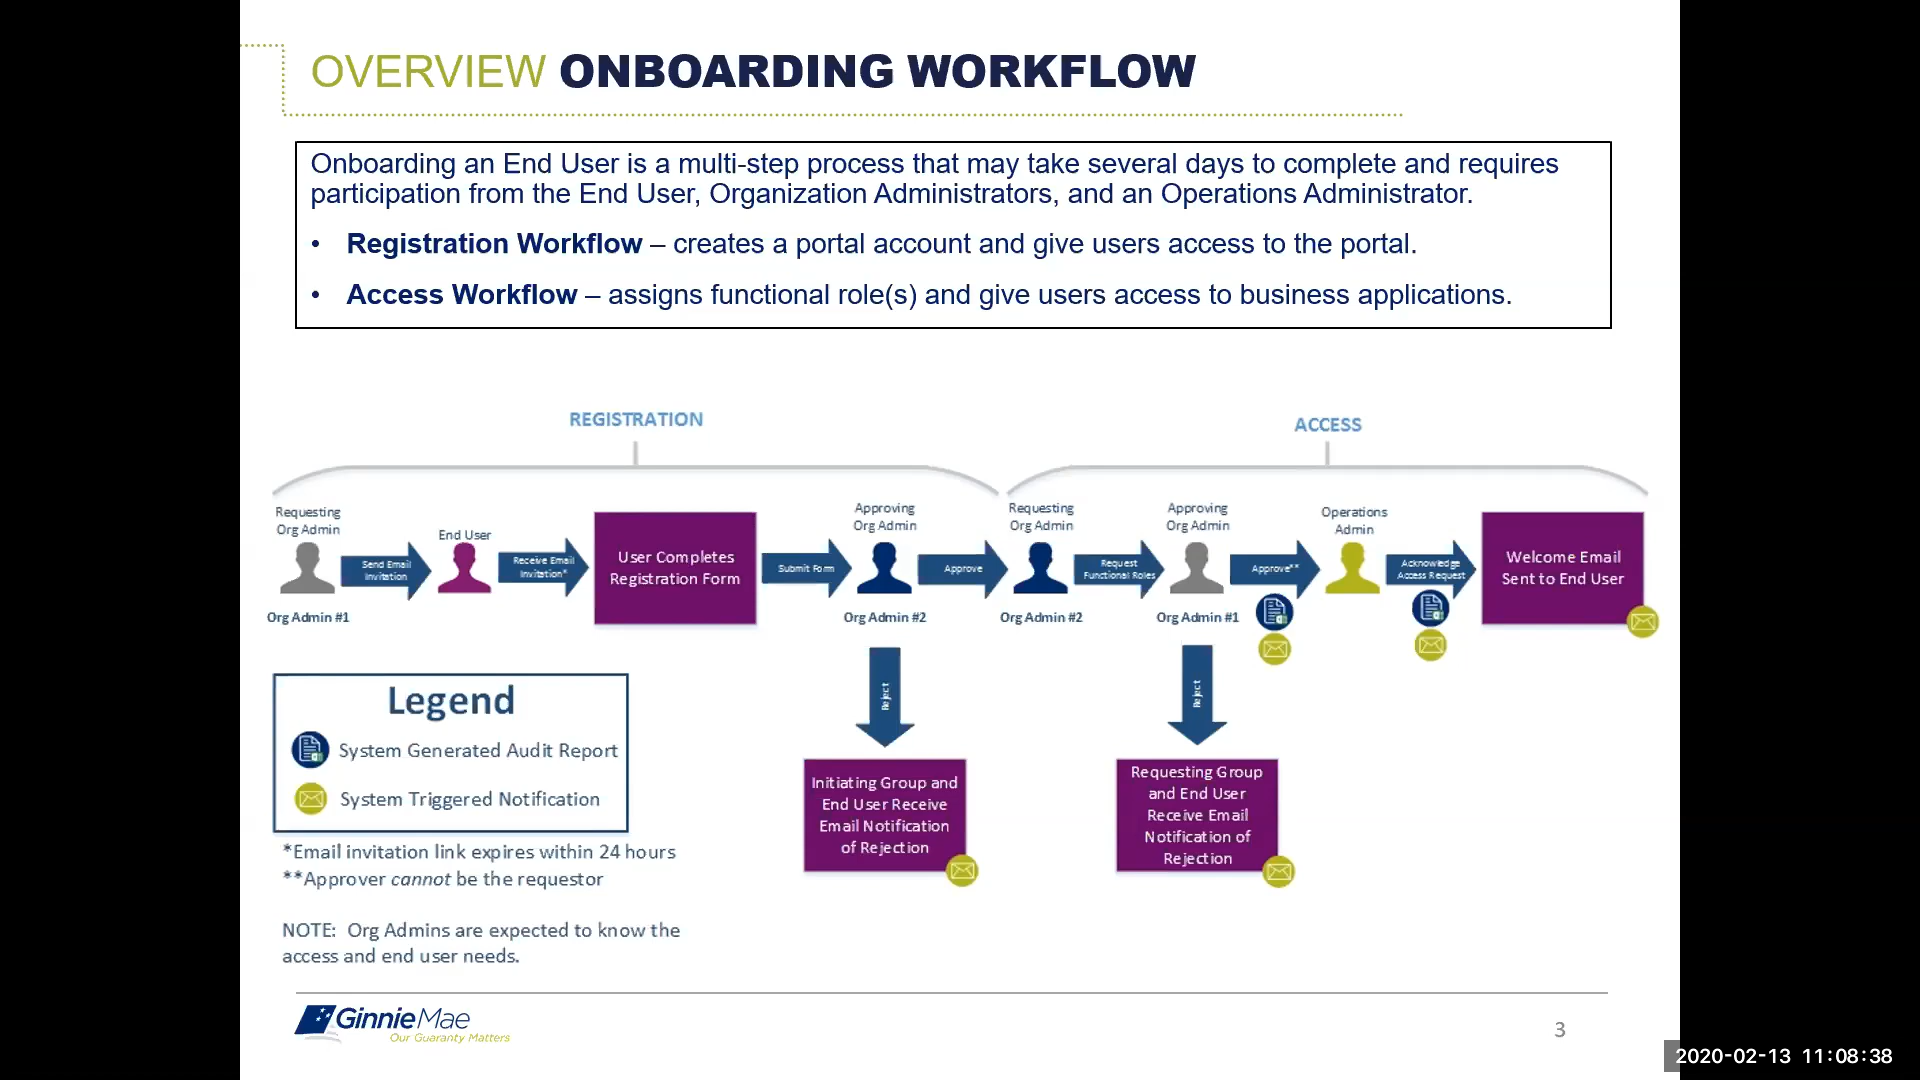 OVERVIEW ONBOARDING WORKFLOW
Onboarding an End User is a multi-step process that may take several days to complete and requires
participation from the End User, Organization Administrators, and an Operations Administrator.
• Registration Workflow – creates a portal account and give users access to the portal.
• Access Workflow – assigns functional role(s) and give users access to business applications.
REGISTRATION
ACCESS
Requesting
Org Admin
Org Admin #1
Send Email
Invitation
End User
Receive Email
Invitation*
User Completes
Registration Form
Submit Form
Approving
Org Admin
Org Admin #2
Approve
Requesting
Org Admin
Org Admin #2
Request
Functional Roles
Approving
Org Admin
Org Admin #1
Approve**
Operations
Admin
Acknowledge
Access Request
Welcome Email
Sent to End User
Reject
Initiating Group and
End User Receive
Email Notification
of Rejection
Reject
Requesting Group
and End User
Receive Email
Notification of
Rejection
Legend
System Generated Audit Report
System Triggered Notification
*Email invitation link expires within 24 hours
**Approver cannot be the requestor
NOTE: Org Admins are expected to know the
access and end user needs.
GinnieMae
Our Guaranty Matters
3
2020-02-13 11:08:38